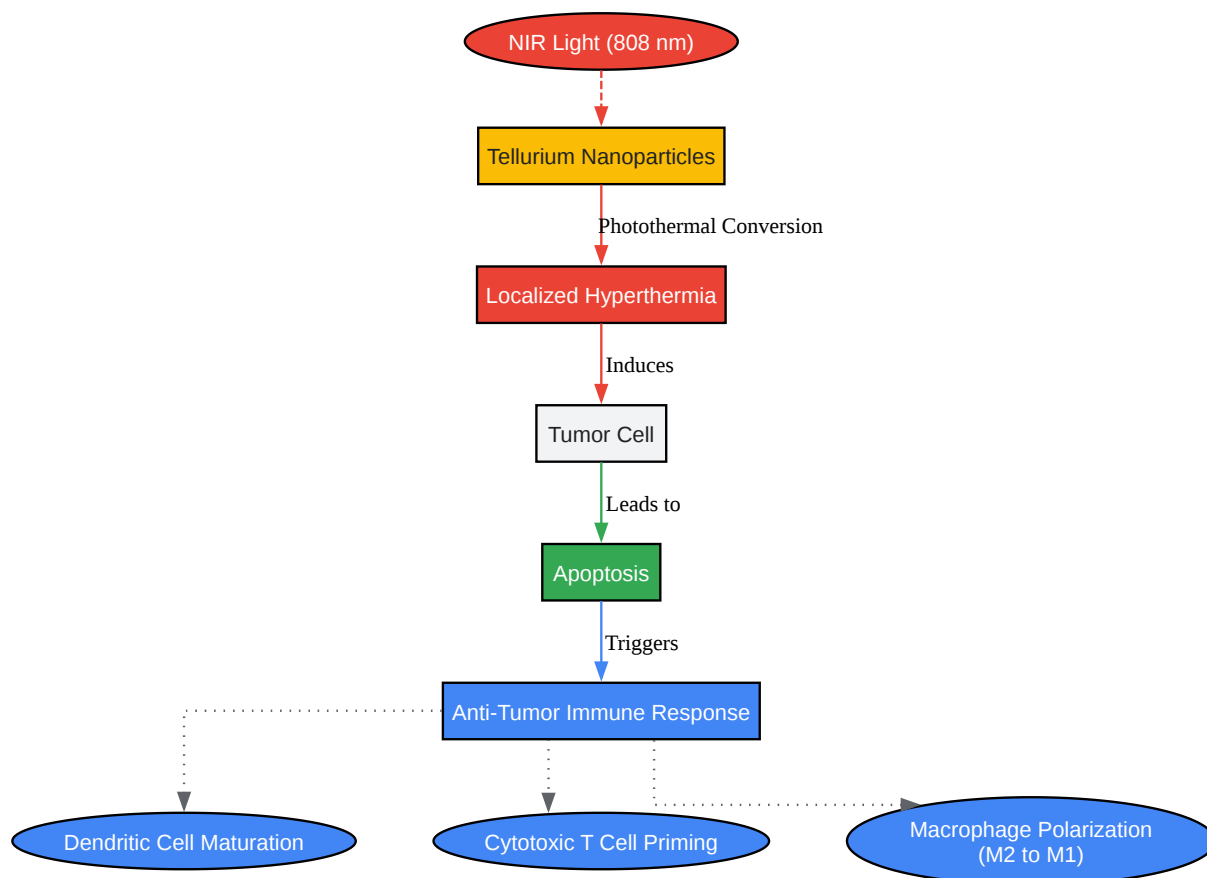 NIR Light (808 nm)
Tellurium Nanoparticles
Photothermal Conversion
Localized Hyperthermia
Induces
Tumor Cell
Leads to
Apoptosis
Triggers
Anti-Tumor Immune Response
Dendritic Cell Maturation
Cytotoxic T Cell Priming
Macrophage Polarization
(M2 to M1)